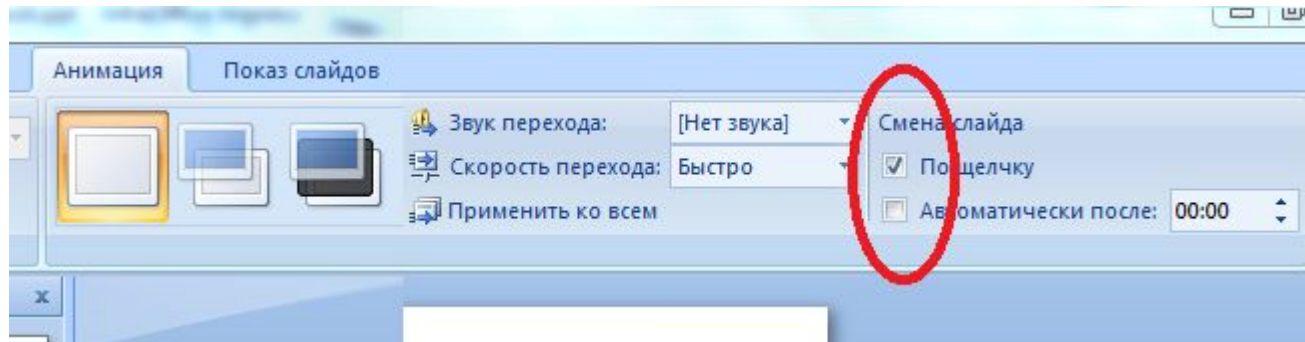 Анимация Показ слайдов
Звук перехода: [Нет звука] Смена слайда
Скорость перехода: Быстро По щелчку
Применить ко всем Автоматически после: 00:00